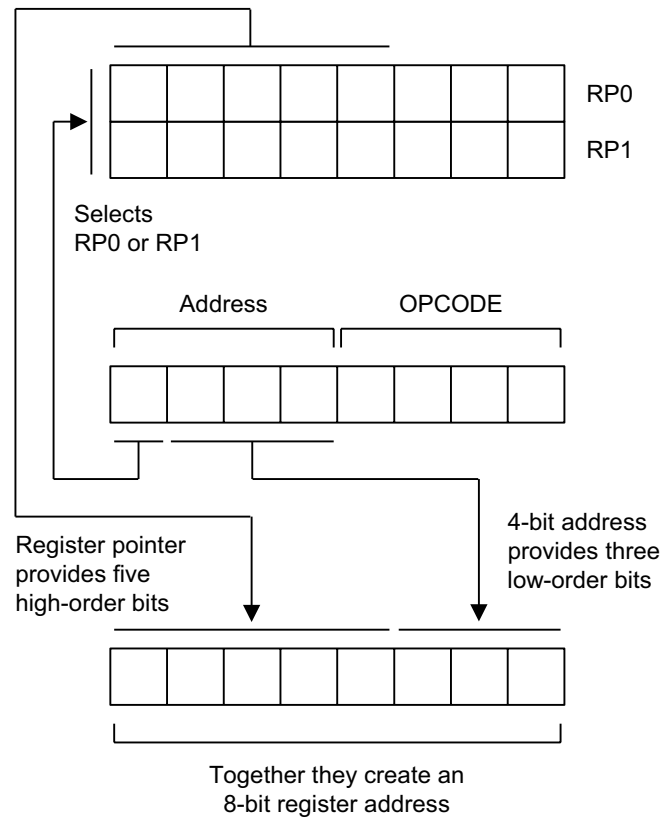 RP0
RP1
Selects
RP0 or RP1
Address
OPCODE
Register pointer
provides five
high-order bits
4-bit address
provides three
low-order bits
Together they create an
8-bit register address